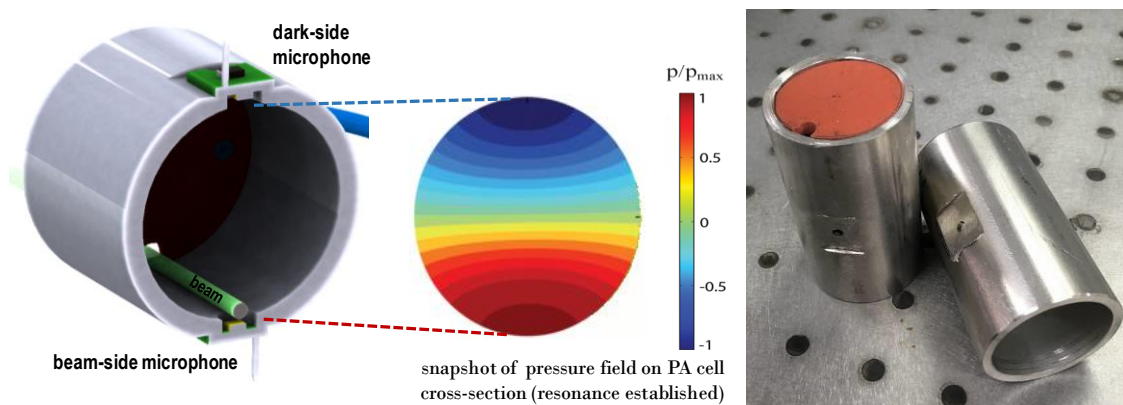 dark-side
microphone
beam
beam-side microphone
p/pmax
1
0.5
0
-0.5
-1
snapshot of pressure field on PA cell
cross-section (resonance established)